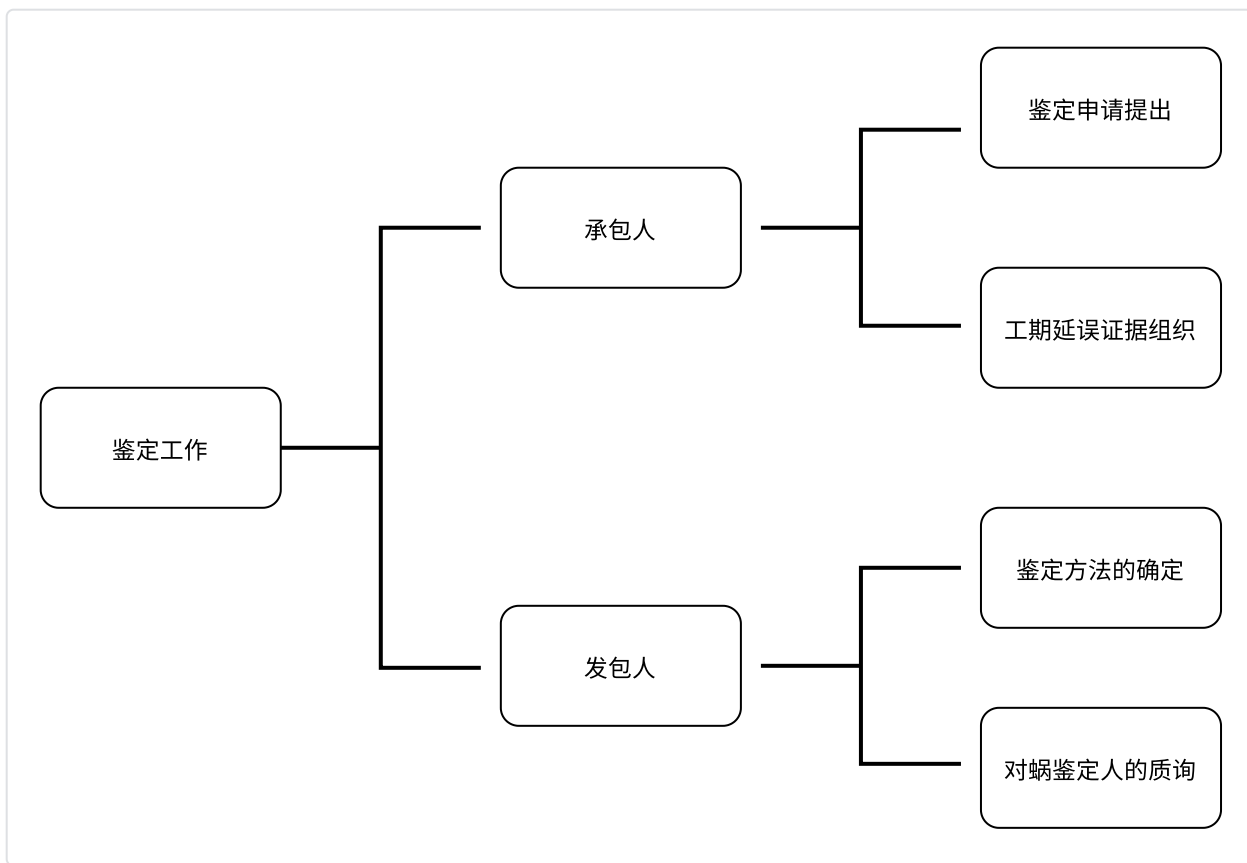 鉴定工作
承包人
鉴定申请提出
工期延误证据组织
发包人
鉴定方法的确定
对蜗鉴定人的质询